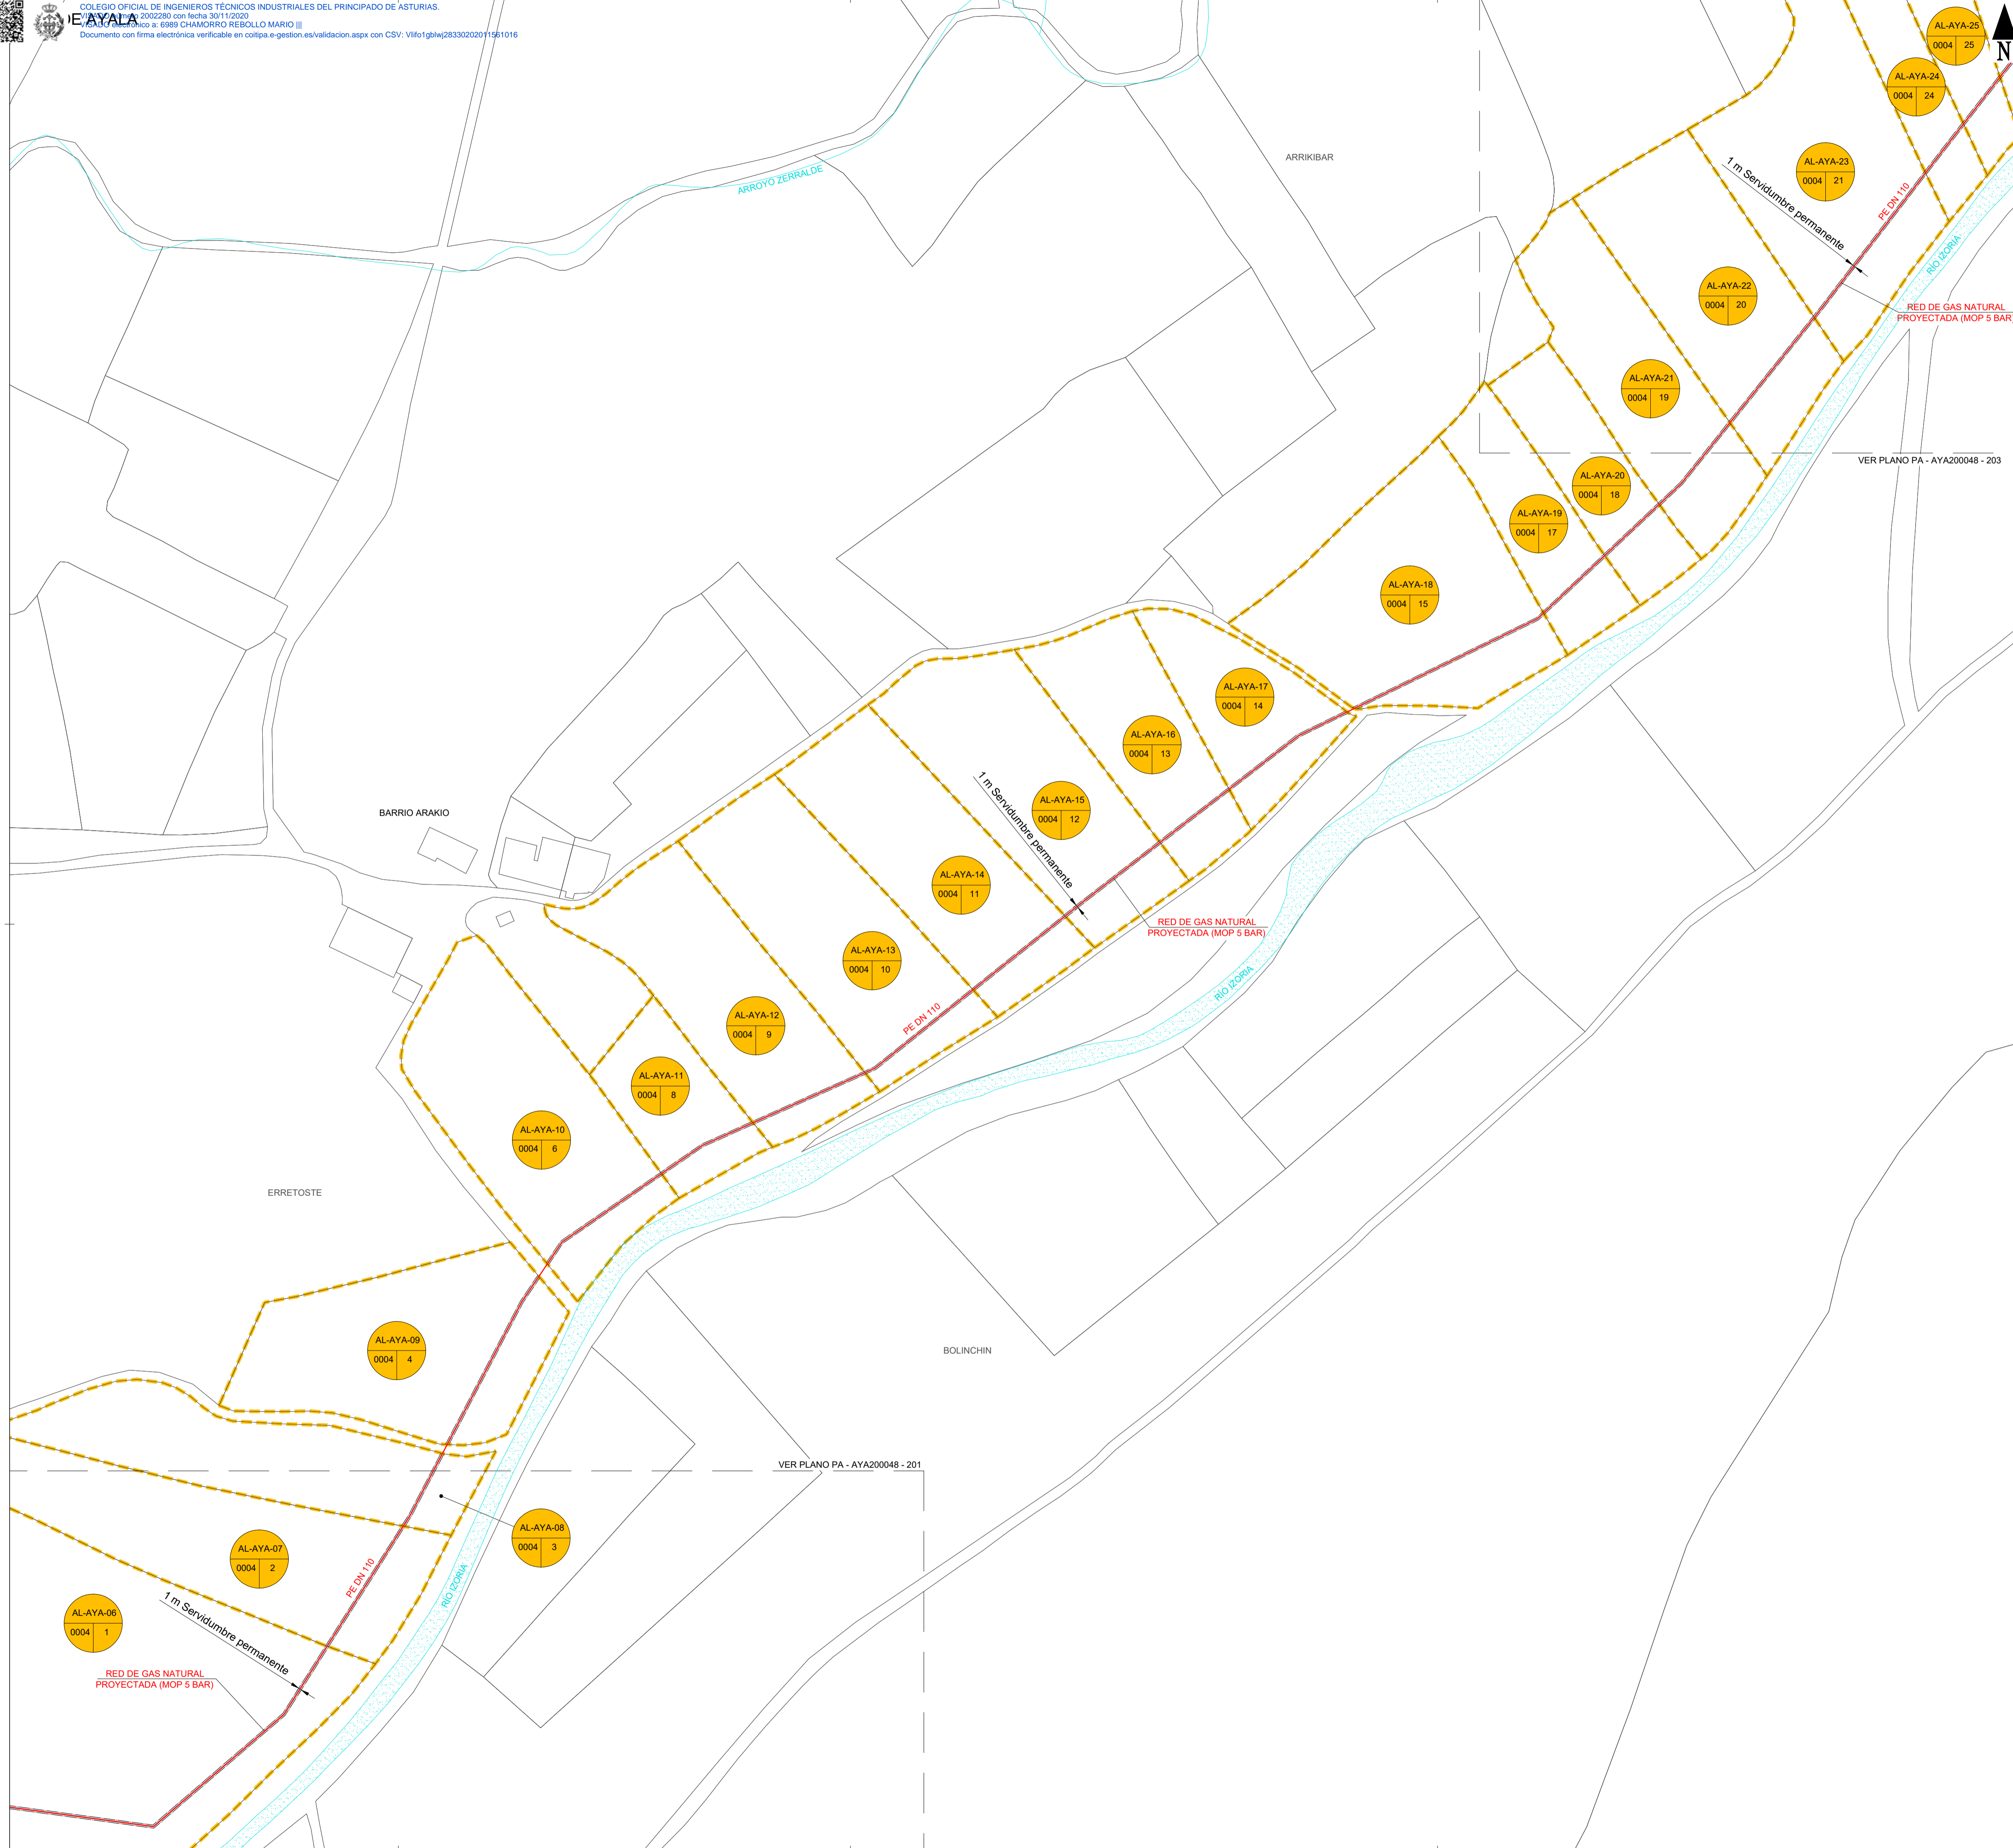 COLEGIO OFICIAL DE INGENIEROS TÉCNICOS INDUSTRIALES DEL PRINCIPADO DE ASTURIAS.
VISADO número 2002280 con fecha 30/11/2020
VISADO electrónico a: 6989 CHAMORRO REBOLLO MARIO |||
Documento con firma electrónica verificable en coitipa.e-gestion.es/validacion.aspx con CSV:
DE AYALA
N
AL-AYA-25
0004 25
AL-AYA-24
0004 24
AL-AYA-23
0004 21
ARRIKIBAR
ARROYO ZERRALDE
1 m Servidumbre permanente
PE DN 110
RÍO IZORIA
AL-AYA-22
0004 20
RED DE GAS NATURAL
PROYECTADA (MOP 5 BAR)
AL-AYA-21
0004 19
VER PLANO PA - AYA200048 - 203
AL-AYA-20
0004 18
AL-AYA-19
0004 17
AL-AYA-18
0004 15
AL-AYA-17
0004 14
AL-AYA-16
0004 13
AL-AYA-15
0004 12
1 m Servidumbre permanente
BARRIO ARAKIO
AL-AYA-14
0004 11
RED DE GAS NATURAL
PROYECTADA (MOP 5 BAR)
AL-AYA-13
0004 10
RÍO IZORIA
PE DN 110
AL-AYA-12
0004 9
AL-AYA-11
0004 8
AL-AYA-10
0004 6
ERRETOSTE
AL-AYA-09
0004 4
BOLINCHIN
VER PLANO PA - AYA200048 - 201
AL-AYA-08
0004 3
AL-AYA-07
0004 2
PE DN 110
RÍO IZORIA
AL-AYA-06
0004 1
1 m Servidumbre permanente
RED DE GAS NATURAL
PROYECTADA (MOP 5 BAR)